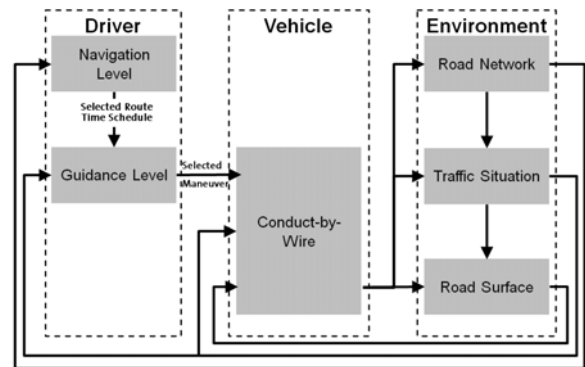 Driver
Vehicle
Environment
Navigation
Level
Selected Route
Time Schedule
Guidance Level
Selected
Maneuver
Conduct-by-
Wire
Road Network
Traffic Situation
Road Surface